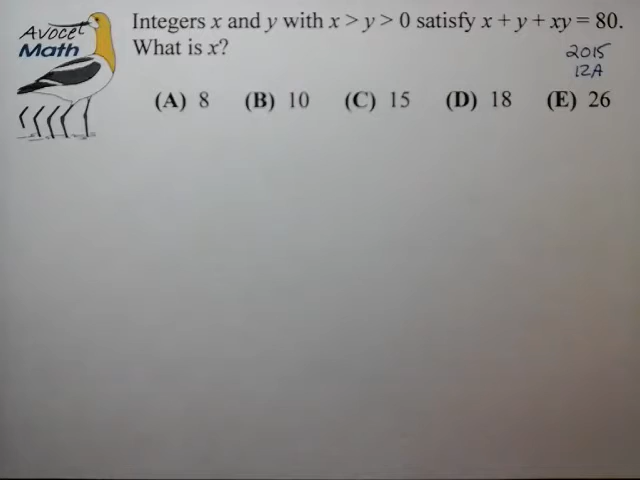 Avocet
Math
Integers x and y with x > y > 0 satisfy x + y + xy = 80.
What is x?
2015
12A
(A) 8 (B) 10 (C) 15 (D) 18 (E) 26